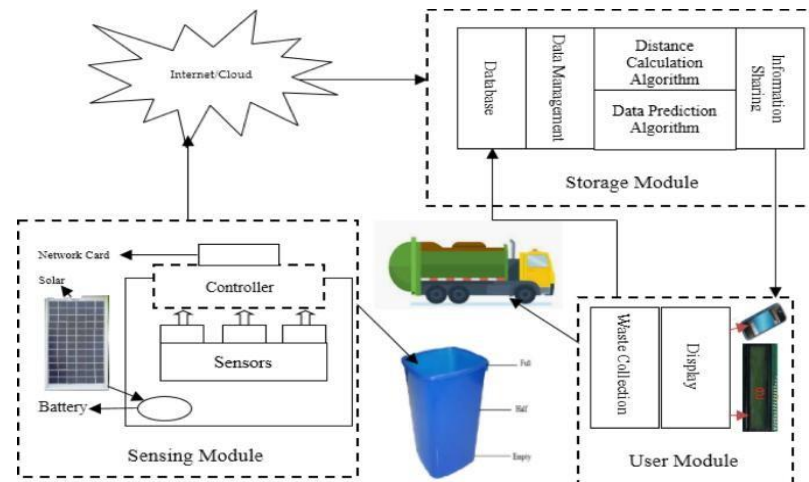 Internet/Cloud
Database
Data Management
Distance
Calculation
Algorithm
Data Prediction
Algorithm
Information
Sharing
Storage Module
Network Card
Solar
Controller
Sensors
Battery
Sensing Module
Full
Half
Empty
Waste Collection
Display
User Module